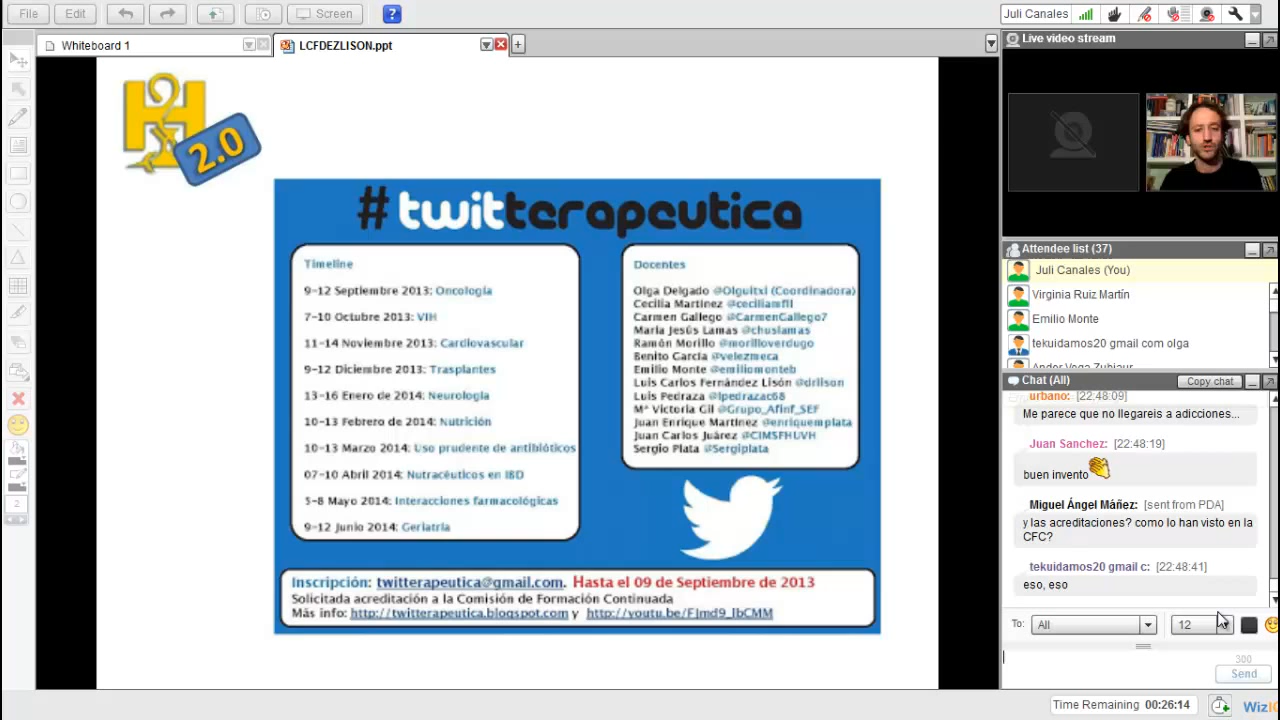 File
Edit
Screen
?
Juli Canales
Whiteboard 1
LCFDEZLISON.ppt
+
H
2.0
# twitterapeutica
Timeline
9-12 Septiembre 2013: Oncología
7-10 Octubre 2013: VIH
11-14 Noviembre 2013: Cardiovascular
9-12 Diciembre 2013: Trasplantes
13-16 Enero de 2014: Neurología
10-13 Febrero de 2014: Nutrición
10-13 Marzo 2014: Uso prudente de antibióticos
07-10 Abril 2014: Nutracéuticos en IBD
5-8 Mayo 2014: Interacciones farmacológicas
9-12 Junio 2014: Geriatría
Docentes
Olga Delgado @Olguitxi (Coordinadora)
Cecilia Martínez @ceciliamfll
Carmen Gallego @CarmenGallego7
María Jesús Lamas @chuslamas
Ramón Morillo @morilloverdugo
Benito García @velezmeca
Emilio Monte @emiliomonteb
Luis Carlos Fernández Lisón @drlison
Luis Pedraza @lpedrazac68
Mª Victoria Gil @Grupo_Afinf_SEF
Juan Enrique Martínez @enriquemplata
Juan Carlos Juárez @CIMSFHUVH
Sergio Plata @Sergiplata
Inscripción: twitterapeutica@gmail.com. Hasta el 09 de Septiembre de 2013
Solicitada acreditación a la Comisión de Formación Continuada
Más info: http://twitterapeutica.blogspot.com y http://youtu.be/FJmd9_lbCMM
Live video stream
Attendee list (37)
Juli Canales (You)
Virginia Ruiz Martín
Emilio Monte
tekuidamos20 gmail com olga
Ander Vega Zubiaur
Chat (All)
Copy chat
urbano: [22:48:09]
Me parece que no llegareis a adicciones...
Juan Sanchez: [22:48:19]
buen invento
Miguel Ángel Máñez: [sent from PDA]
y las acreditaciones? como lo han visto en la
CFC?
tekuidamos20 gmail c: [22:48:41]
eso, eso
To:
All
12
300
Send
2
Time Remaining 00:26:14